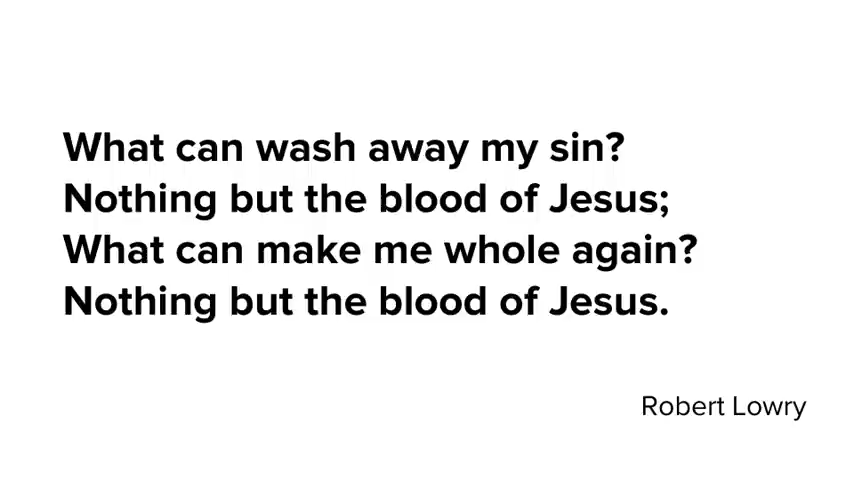 What can wash away my sin?
Nothing but the blood of Jesus;
What can make me whole again?
Nothing but the blood of Jesus.
Robert Lowry